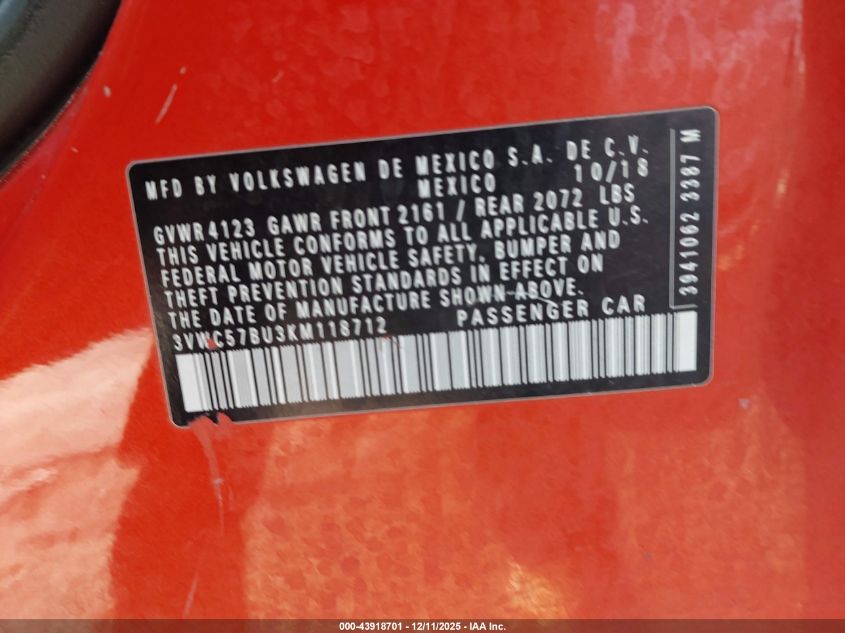 MFD BY VOLKSWAGEN DE MEXICO S.A. DE C.V.
MEXICO 10/18
GVWR 4123 GAWR FRONT 2161 / REAR 2072 LBS
THIS VEHICLE CONFORMS TO ALL APPLICABLE U.S.
FEDERAL MOTOR VEHICLE SAFETY, BUMPER AND
THEFT PREVENTION STANDARDS IN EFFECT ON
THE DATE OF MANUFACTURE SHOWN ABOVE.
3VWC57BU3KM118712 PASSENGER CAR
3941062 3387 M
000-43918701 - 12/11/2025 - IAA Inc.